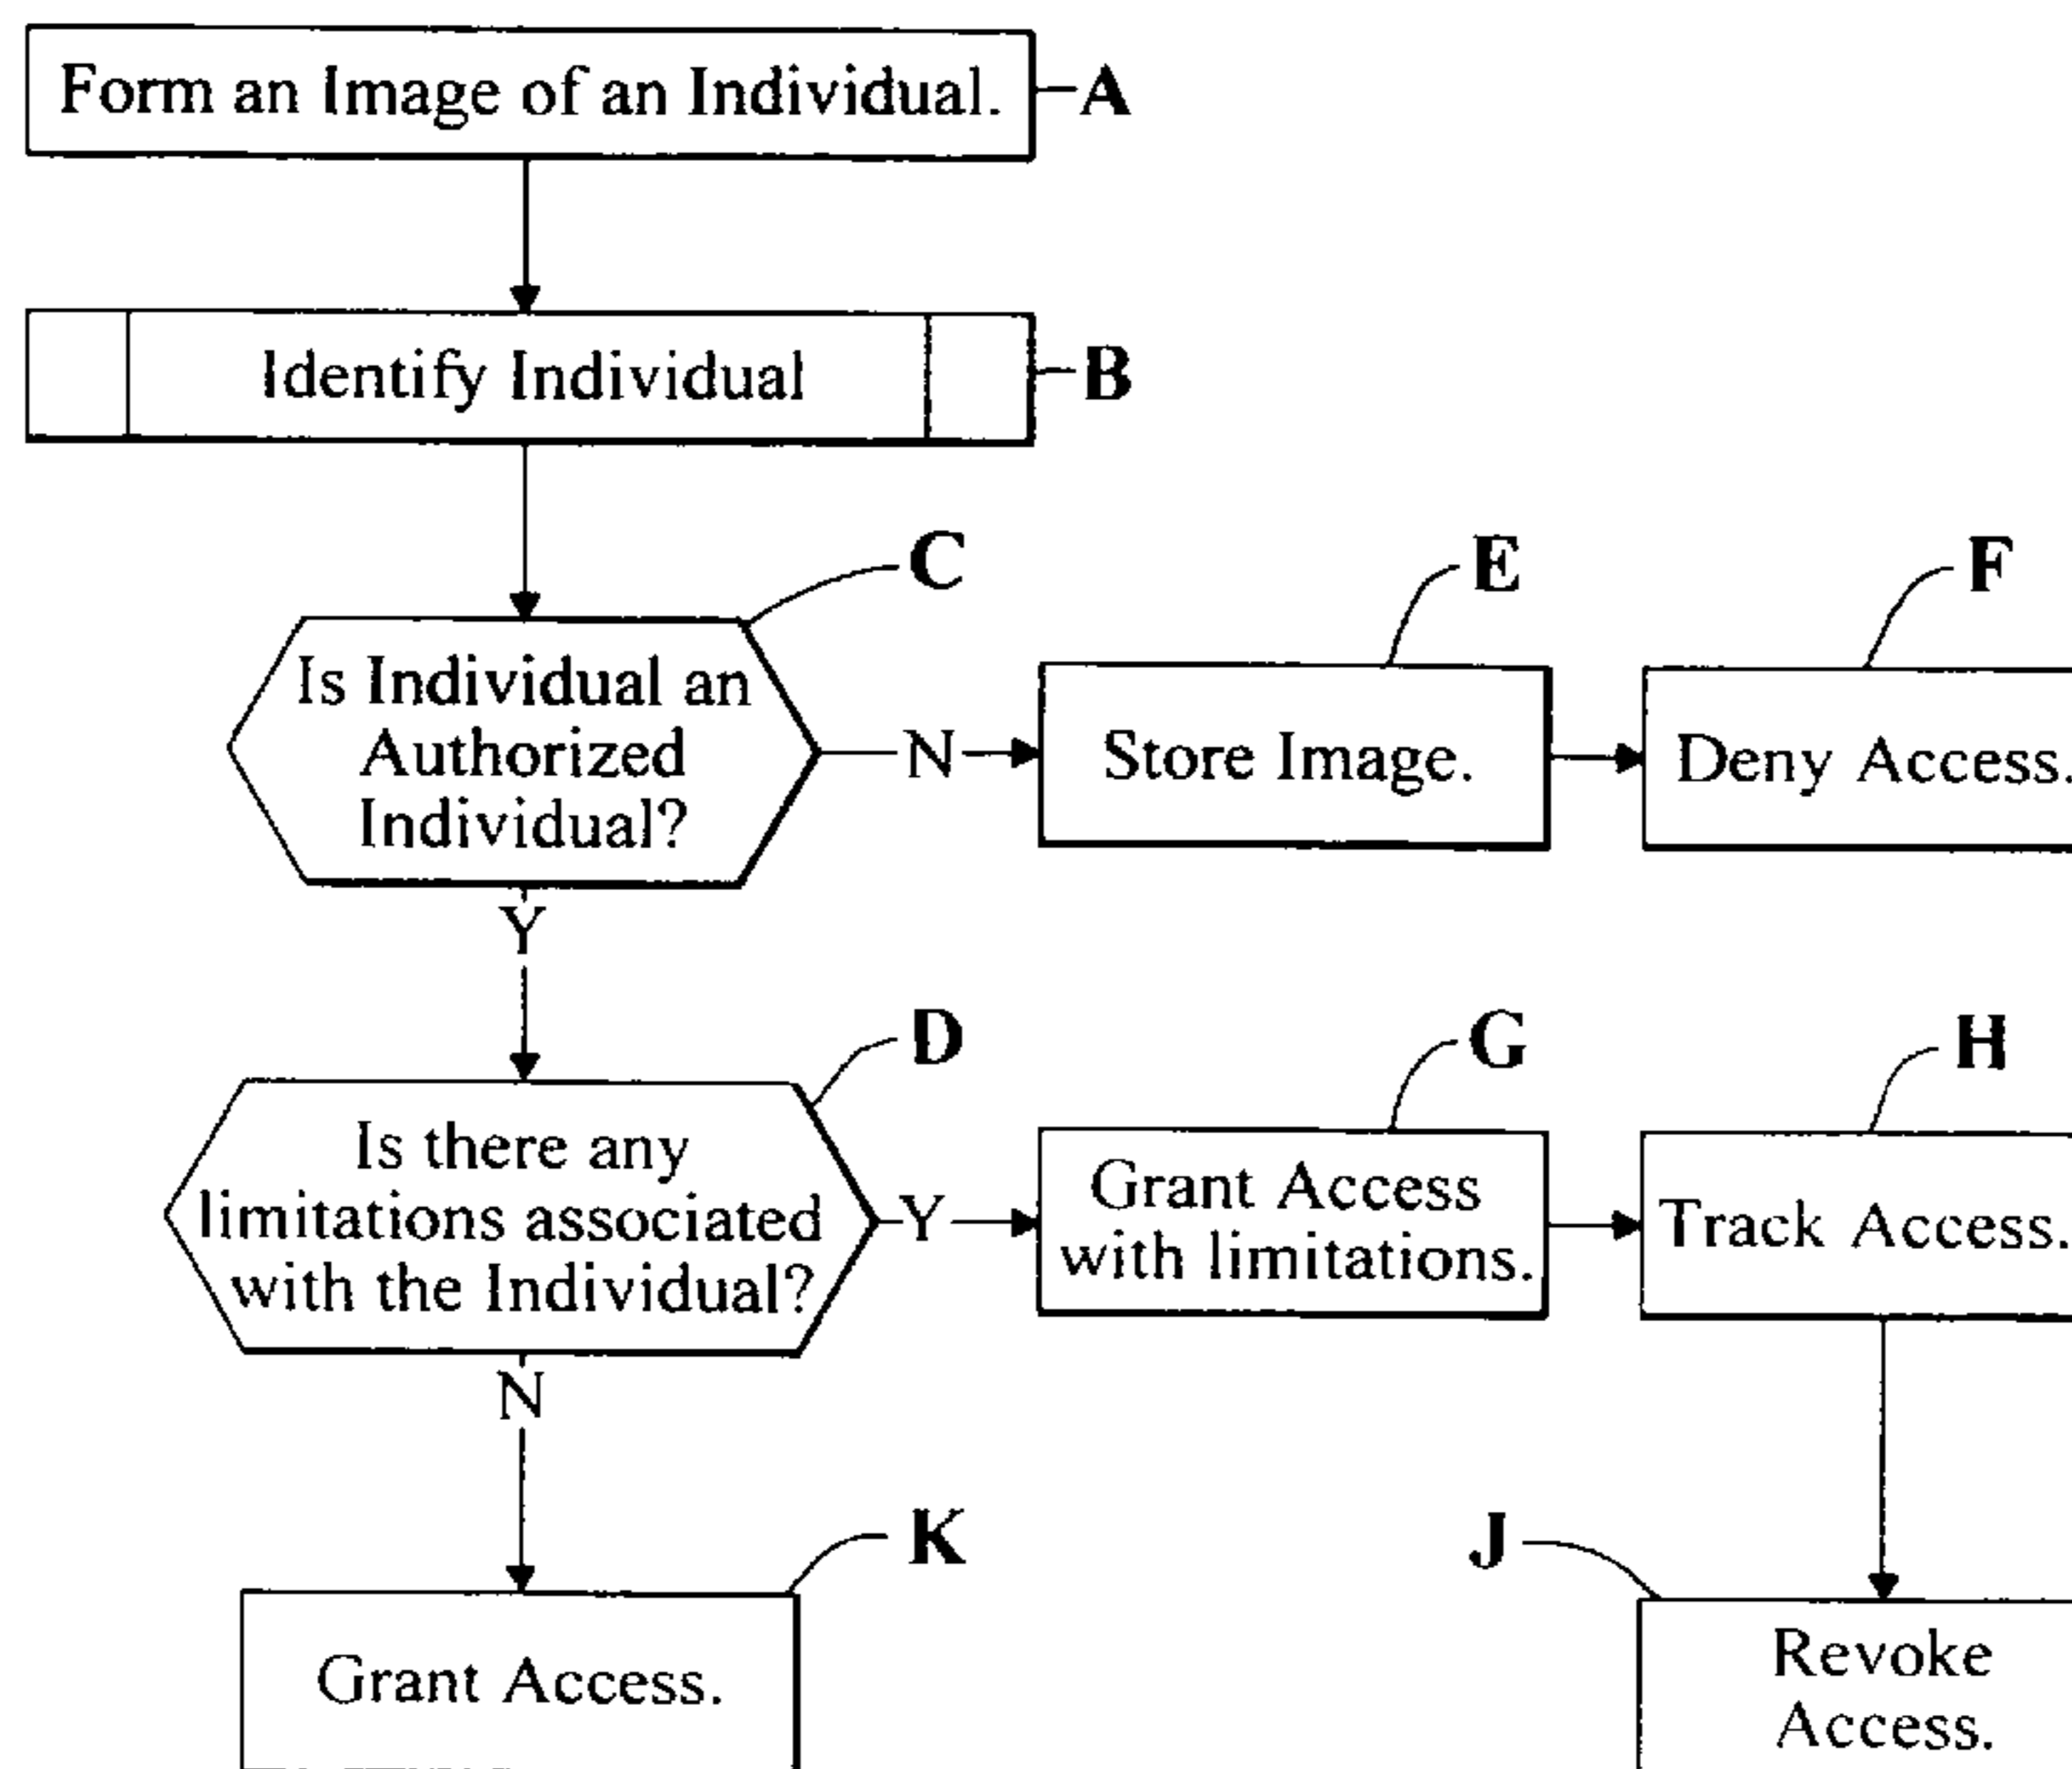 Form an Image of an Individual.
A
Identify Individual
B
C
E
F
Is Individual an
Authorized
Individual?
N
Store Image.
Deny Access.
Y
D
G
H
Is there any
limitations associated
with the Individual?
Y
Grant Access
with limitations.
Track Access.
N
K
J
Grant Access.
Revoke
Access.